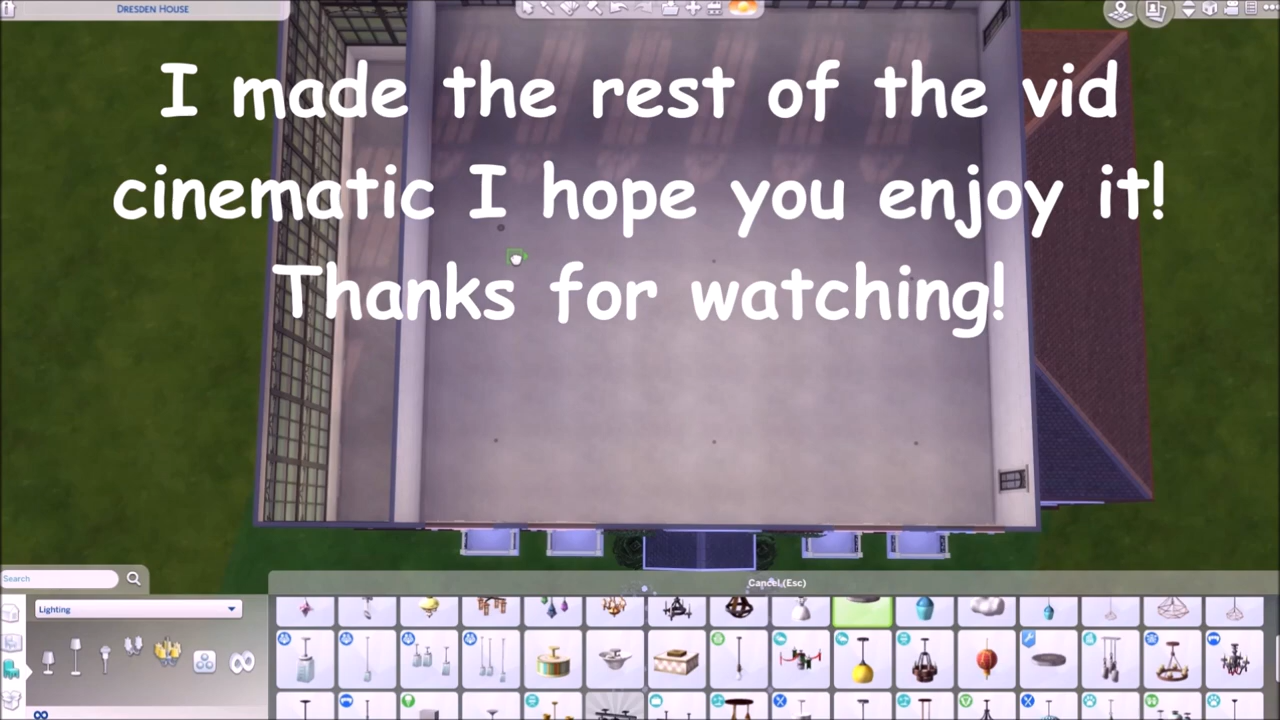 DRESDEN HOUSE
I made the rest of the vid
cinematic I hope you enjoy it!
Thanks for watching!
Search
Cancel (Esc)
Lighting